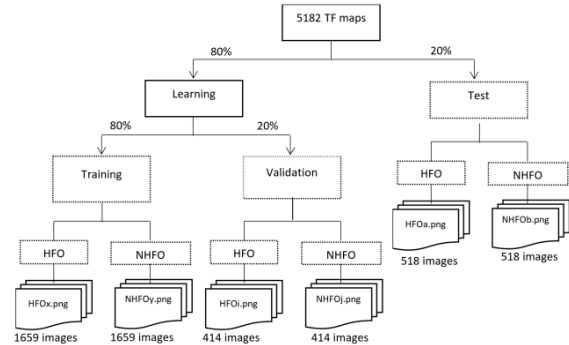 5182 TF maps
80%
20%
Learning
Test
80%
20%
Training
Validation
HFO
NHFO
HFOa.png
NHFOb.png
518 images
518 images
HFO
NHFO
HFO
NHFO
HFOx.png
NHFOy.png
HFOi.png
NHFOj.png
1659 images
1659 images
414 images
414 images